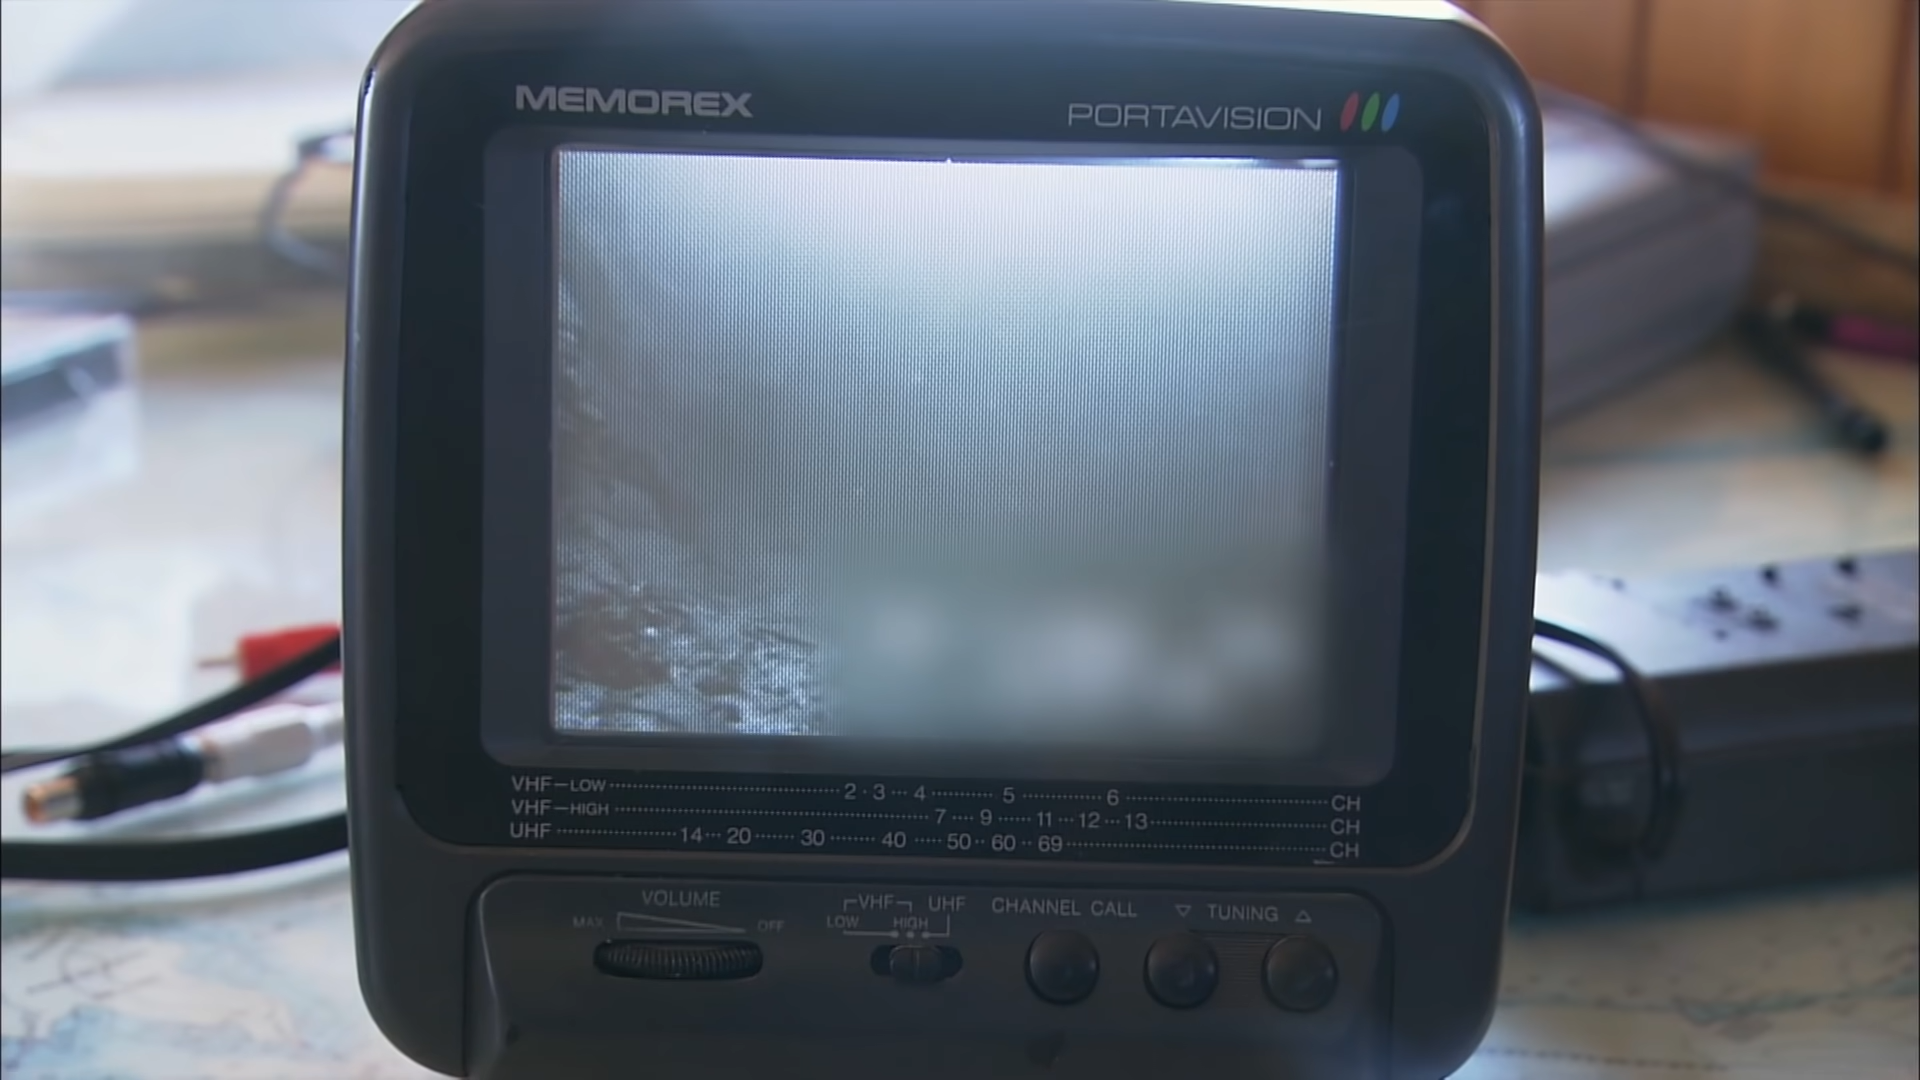 MEMOREX
PORTAVISION
VHF–LOW 2 · 3 ··· 4 ········· 5 ··········· 6 CH
VHF–HIGH 7 ···· 9 ······ 11 ··· 12 ··· 13 CH
UHF 14 ··· 20 ······ 30 ······· 40 ····· 50 ·· 60 ·· 69 CH
VOLUME
MAX OFF
VHF UHF
LOW HIGH
CHANNEL CALL
▽ TUNING △